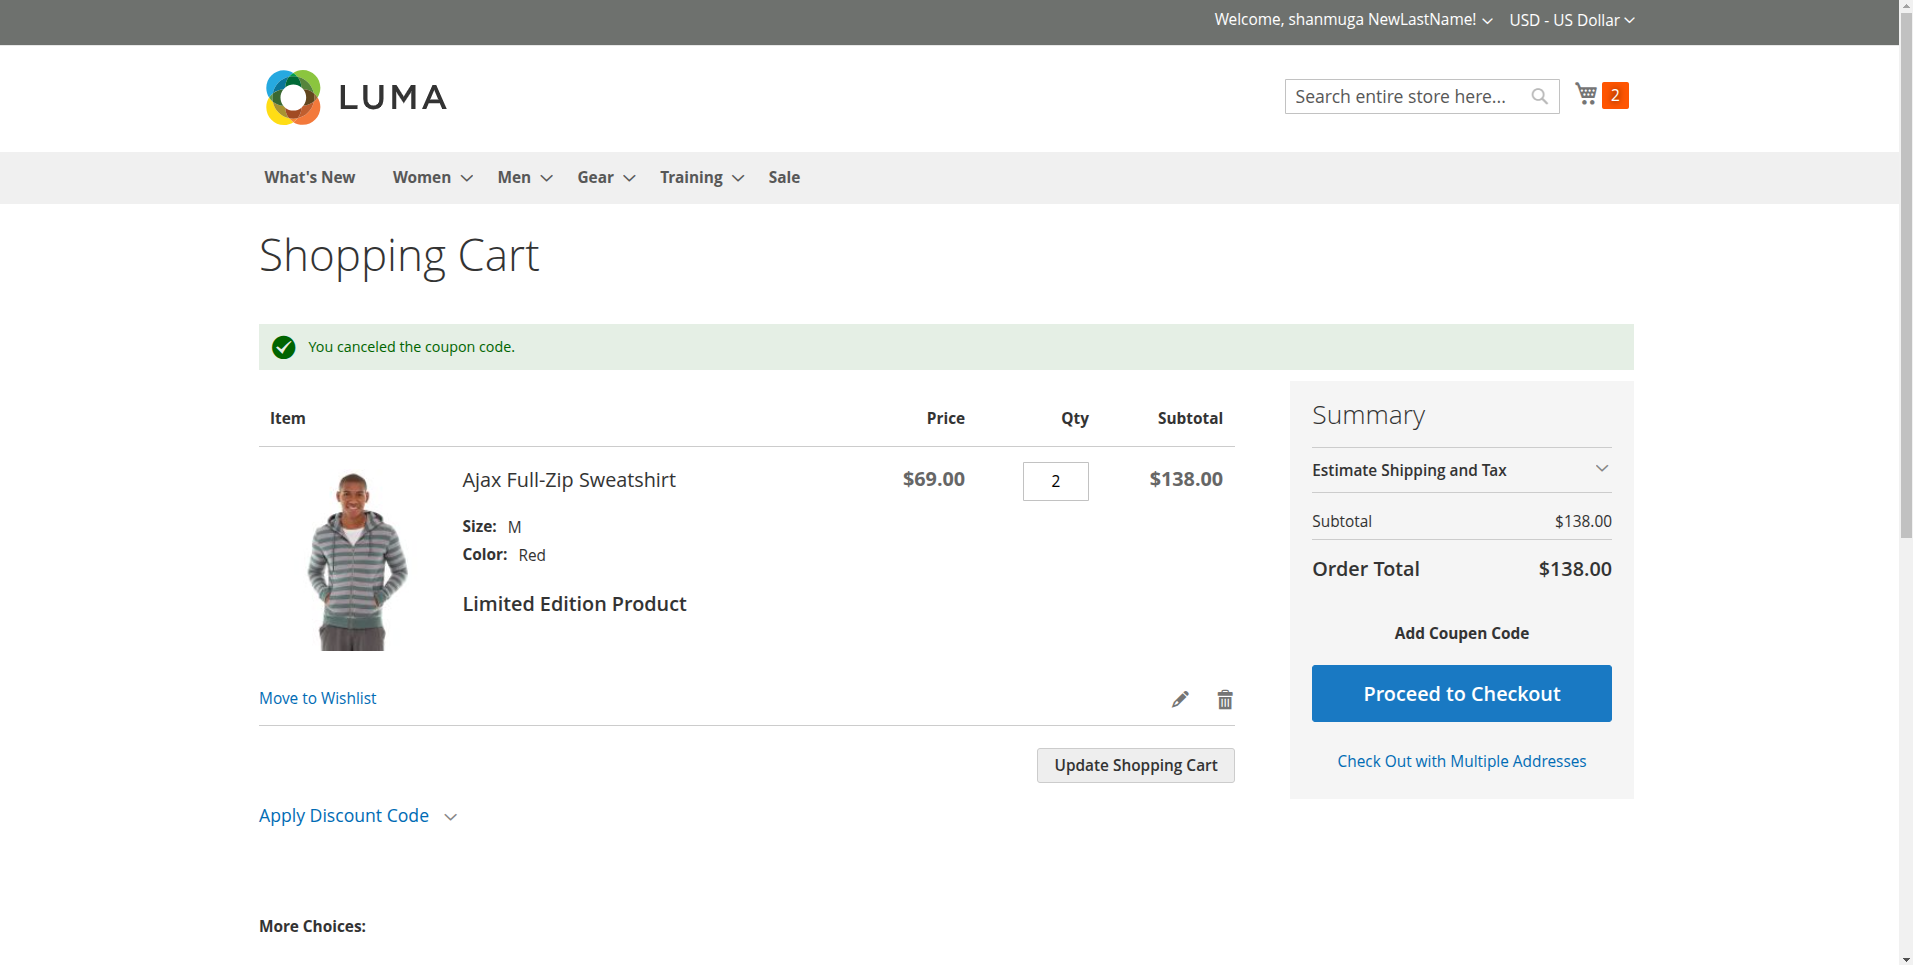 Welcome, shanmuga NewLastName! USD - US Dollar
LUMA
Search entire store here... 2
What's New Women Men Gear Training Sale
Shopping Cart
You canceled the coupon code.
Item Price Qty Subtotal
Ajax Full-Zip Sweatshirt $69.00 2 $138.00
Size: M
Color: Red
Limited Edition Product
Move to Wishlist
Update Shopping Cart
Apply Discount Code
More Choices:
Summary
Estimate Shipping and Tax
Subtotal $138.00
Order Total $138.00
Add Coupen Code
Proceed to Checkout
Check Out with Multiple Addresses